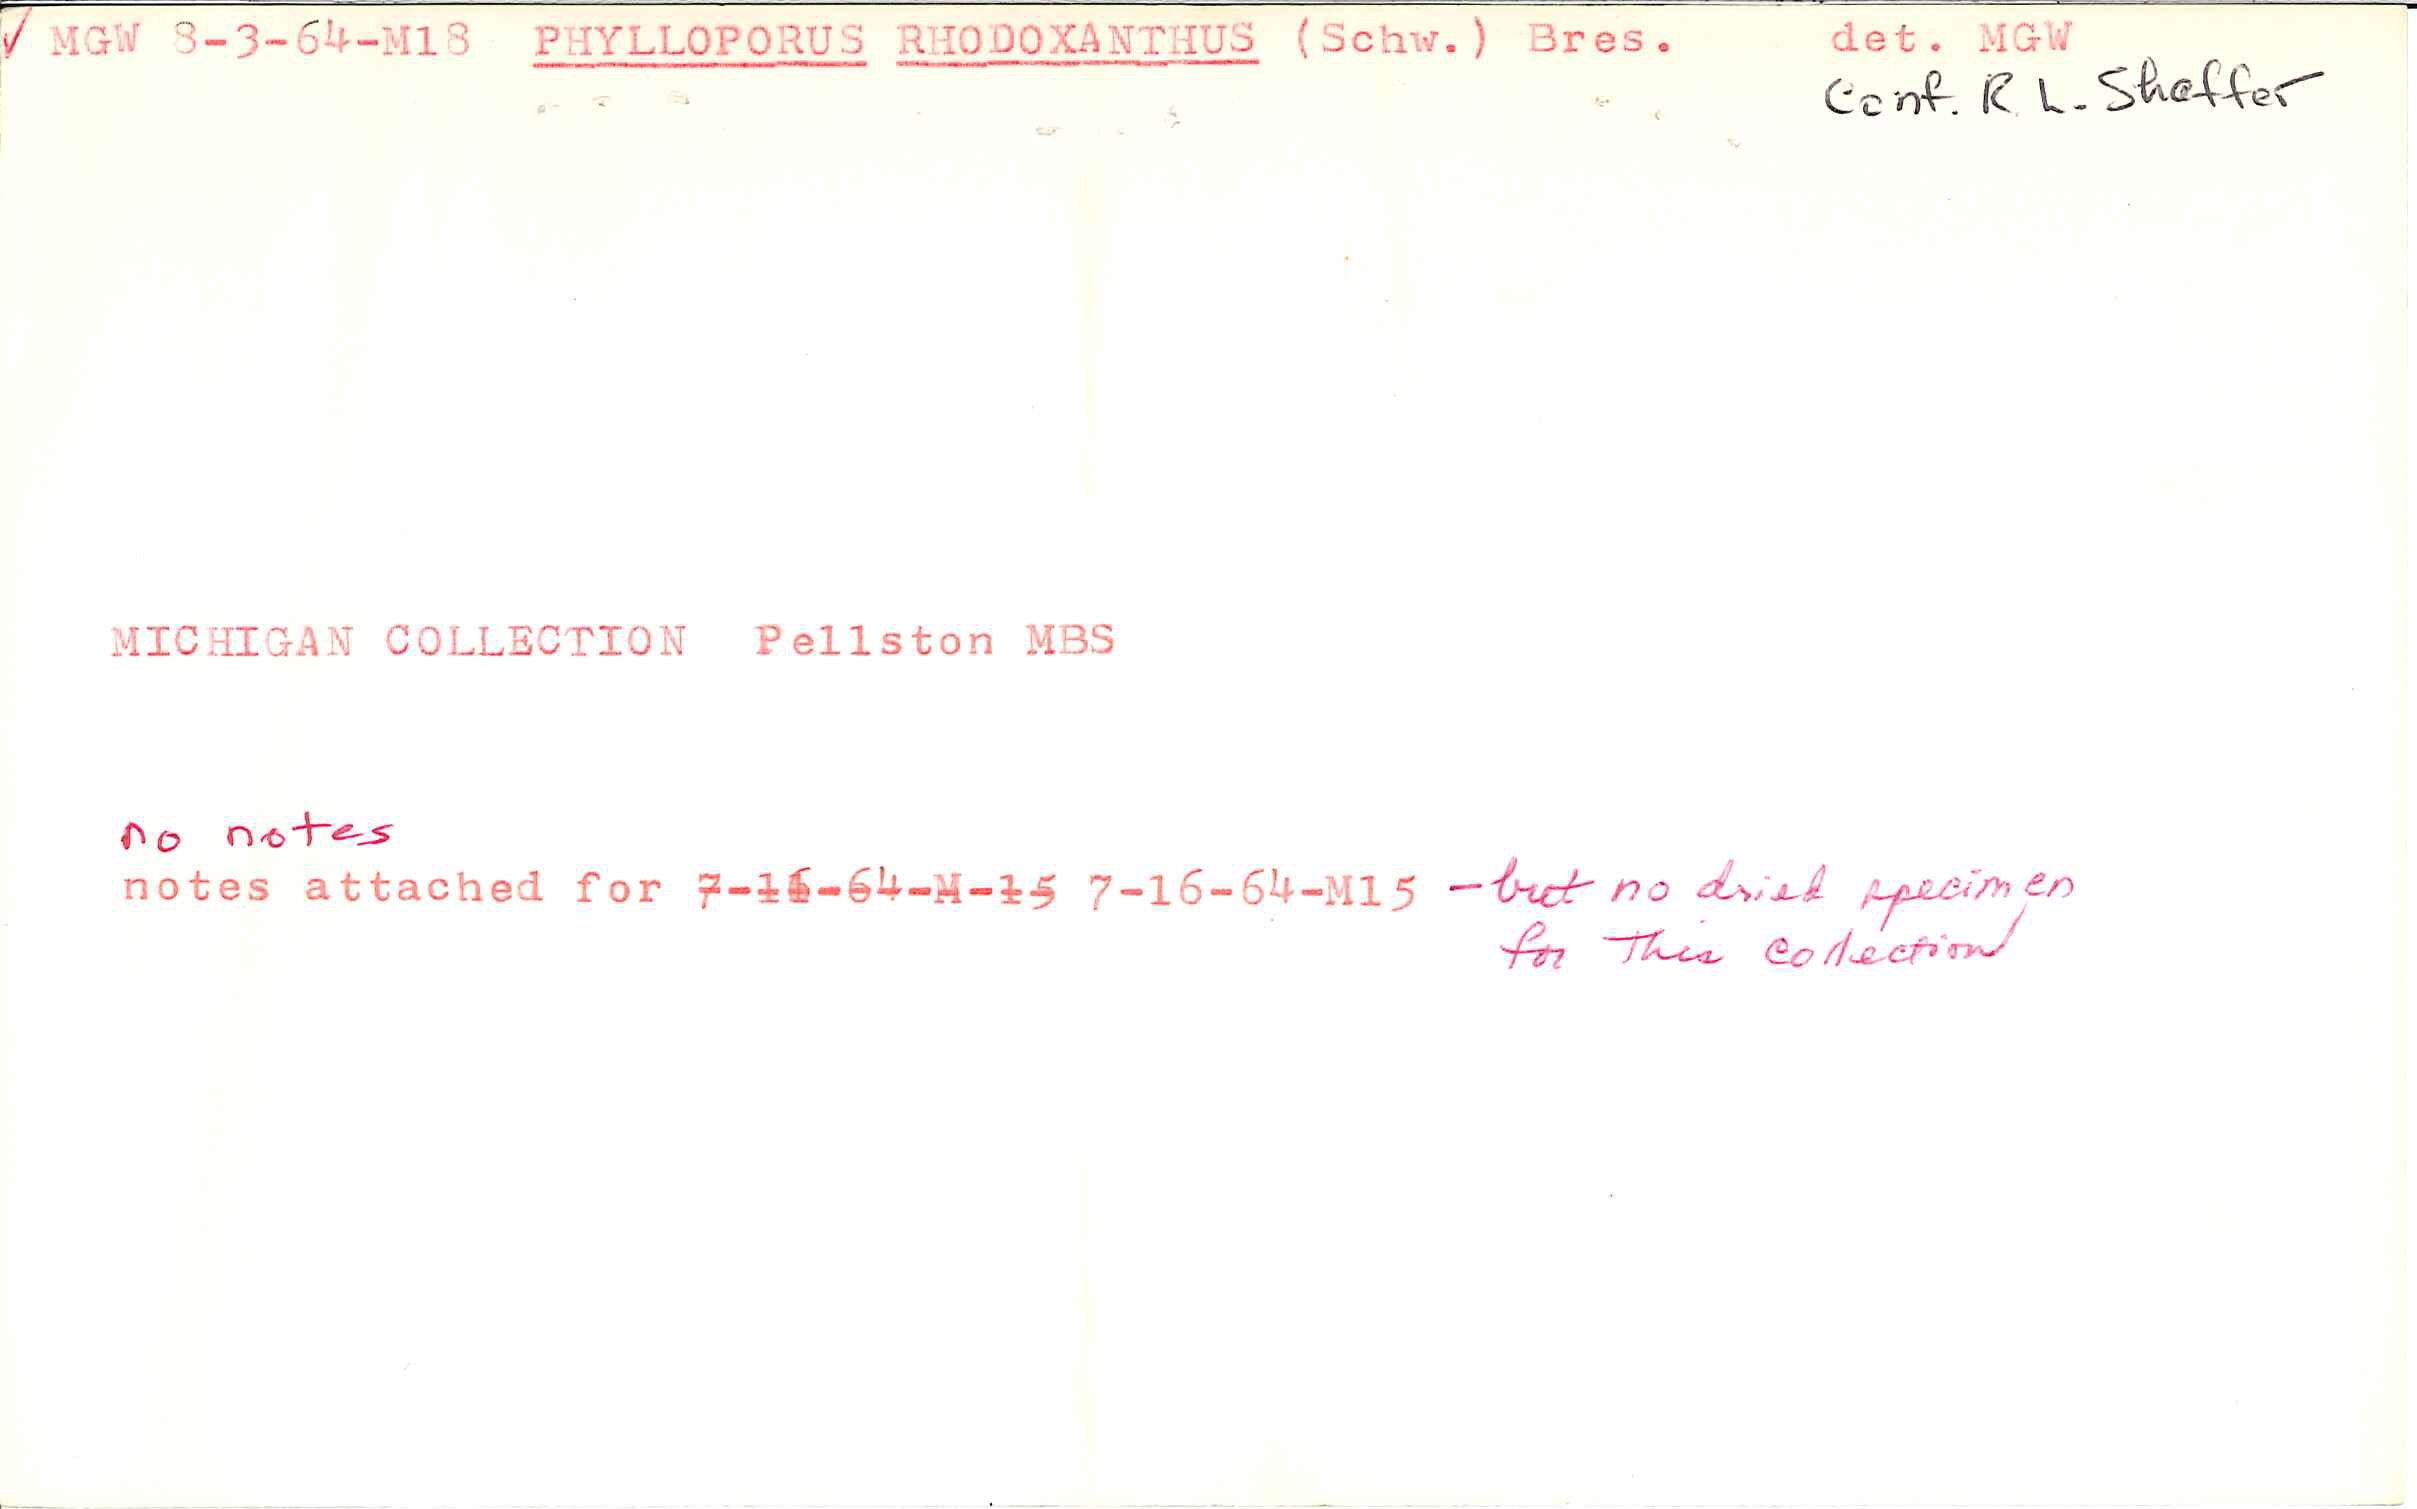 ✓ MGW 8-3-64-M18 PHYLLOPORUS RHODOXANTHUS (Schw.) Bres. det. MGW
Conf. R. L. Shaffer
MICHIGAN COLLECTION Pellston MBS
no notes
notes attached for 7-16-64-M-15 7-16-64-M15 - but no dried specimen
for this collection